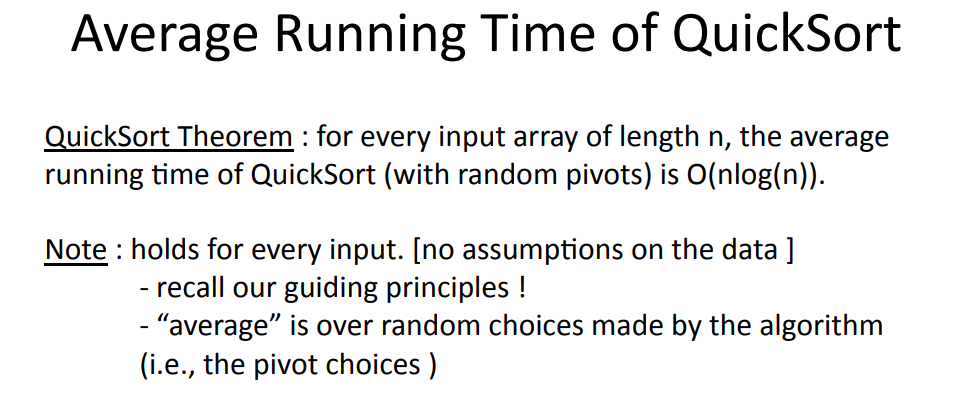 Average Running Time of QuickSort
QuickSort Theorem : for every input array of length n, the average
running time of QuickSort (with random pivots) is O(nlog(n)).
Note : holds for every input. [no assumptions on the data ]
- recall our guiding principles !
- “average” is over random choices made by the algorithm
(i.e., the pivot choices )